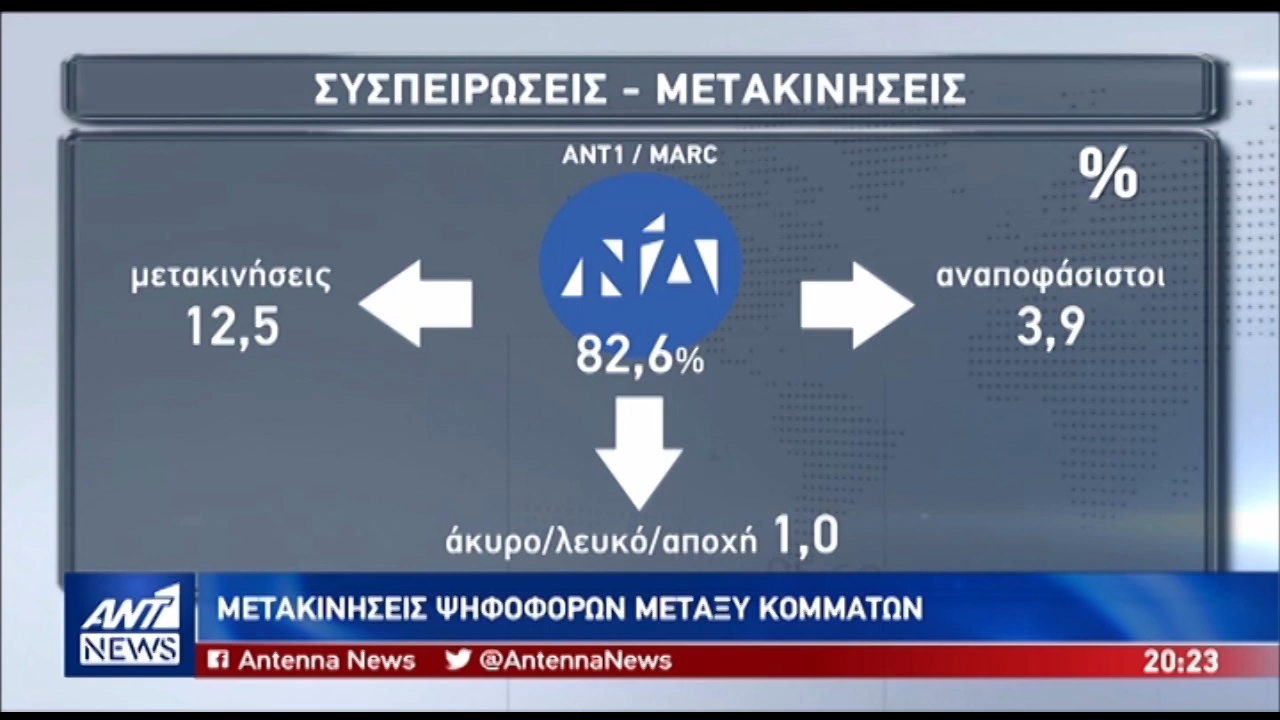 ΣΥΣΠΕΙΡΩΣΕΙΣ - ΜΕΤΑΚΙΝΗΣΕΙΣ
ΑΝΤ1 / MARC
%
ΝΔ
μετακινήσεις
12,5
αναποφάσιστοι
3,9
82,6%
άκυρο/λευκό/αποχή 1,0
ANT1
NEWS
ΜΕΤΑΚΙΝΗΣΕΙΣ ΨΗΦΟΦΟΡΩΝ ΜΕΤΑΞΥ ΚΟΜΜΑΤΩΝ
Antenna News @AntennaNews
20:23